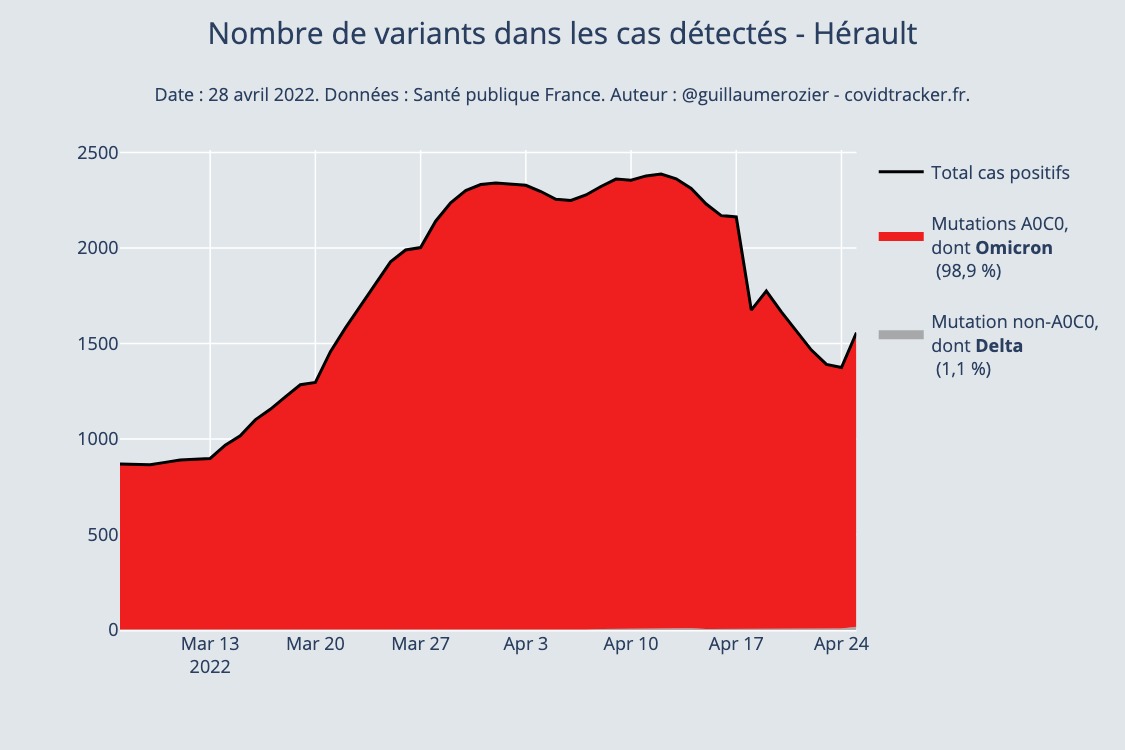 Nombre de variants dans les cas détectés - Hérault
Date : 28 avril 2022. Données : Santé publique France. Auteur : @guillaumerozier - covidtracker.fr.
2500
2000
1500
1000
500
0
Mar 13
2022
Mar 20
Mar 27
Apr 3
Apr 10
Apr 17
Apr 24
Total cas positifs
Mutations A0C0,
dont Omicron
(98,9 %)
Mutation non-A0C0,
dont Delta
(1,1 %)